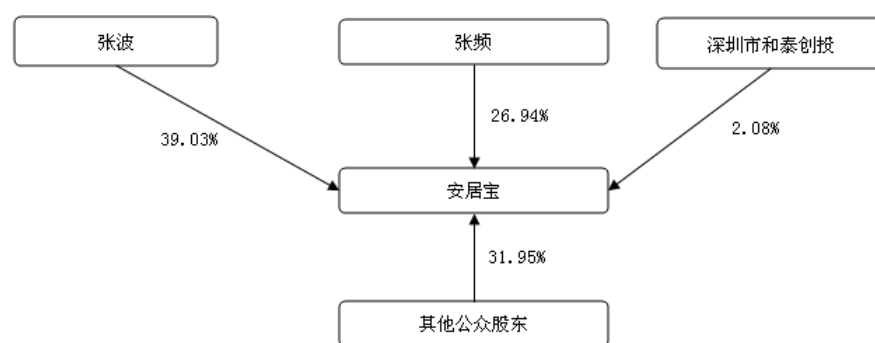 张波
张频
深圳市和泰创投
39.03%
26.94%
2.08%
安居宝
31.95%
其他公众股东